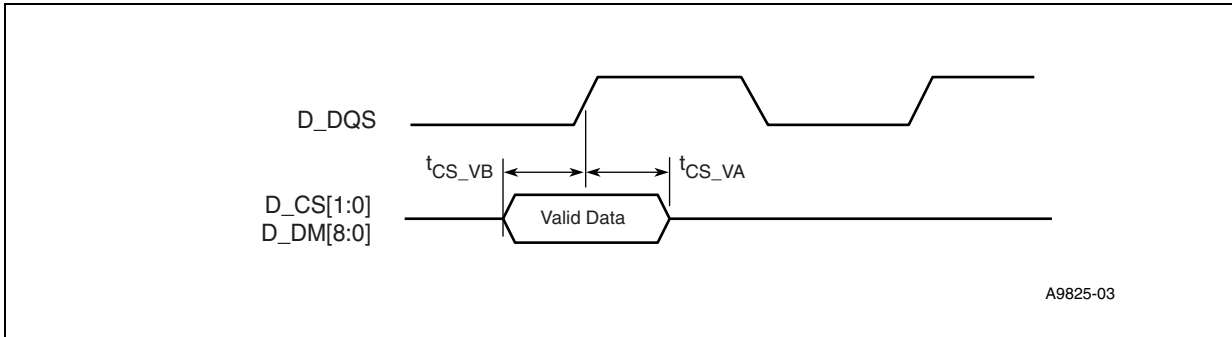 D_DQS
tCS_VB
tCS_VA
D_CS[1:0]
Valid Data
D_DM[8:0]
A9825-03